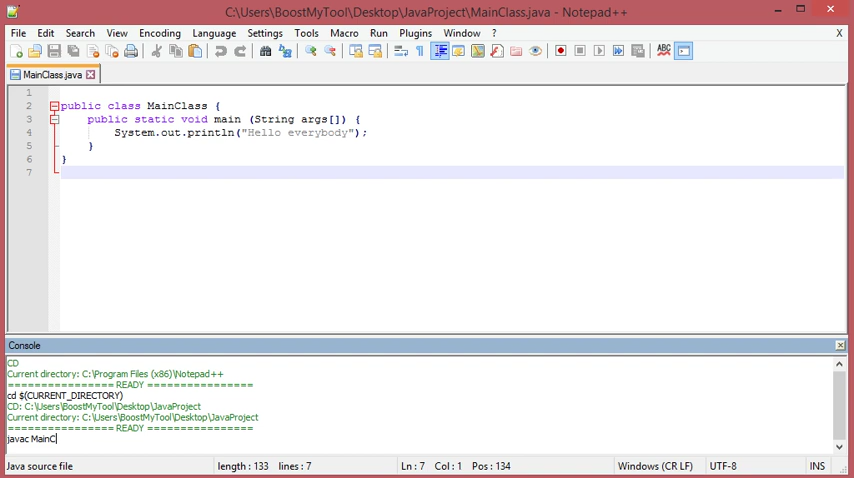 C:\Users\BoostMyTool\Desktop\JavaProject\MainClass.java - Notepad++
File Edit Search View Encoding Language Settings Tools Macro Run Plugins Window ? X
ABC
MainClass.java
1
2 public class MainClass {
3 public static void main (String args[]) {
4 System.out.println("Hello everybody");
5 }
6 }
7
Console
CD
Current directory: C:\Program Files (x86)\Notepad++
================ READY ================
cd $(CURRENT_DIRECTORY)
CD: C:\Users\BoostMyTool\Desktop\JavaProject
Current directory: C:\Users\BoostMyTool\Desktop\JavaProject
================ READY ================
javac MainC
Java source file length : 133 lines : 7 Ln : 7 Col : 1 Pos : 134 Windows (CR LF) UTF-8 INS